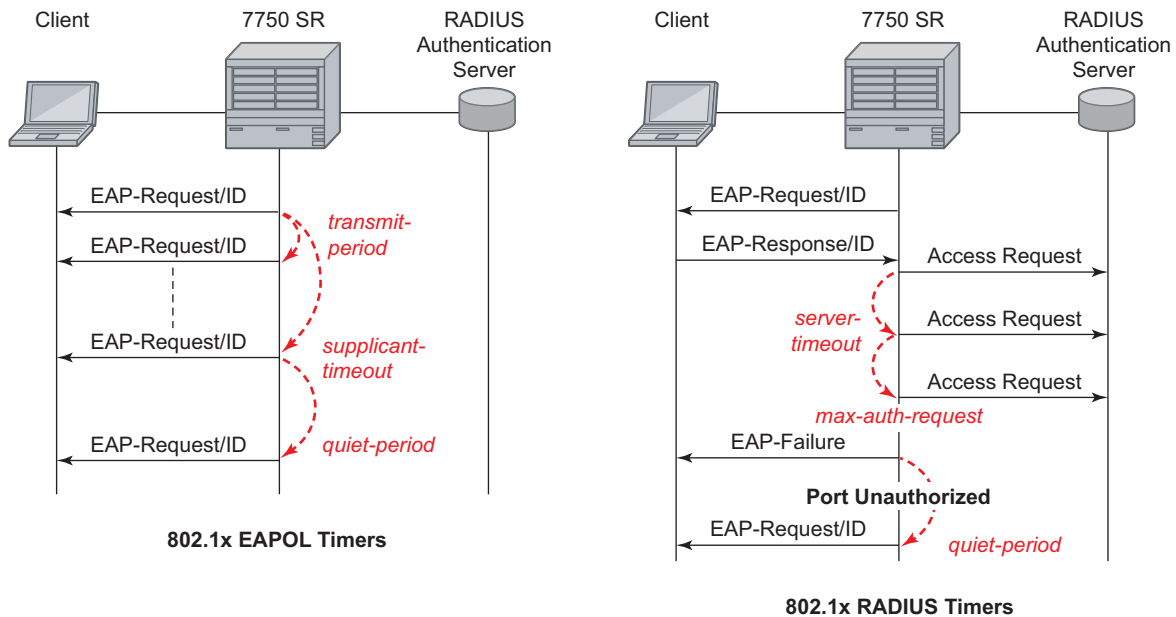 Client
7750 SR
RADIUS
Authentication
Server
EAP-Request/ID
transmit-
period
EAP-Request/ID
EAP-Request/ID
supplicant-
timeout
EAP-Request/ID
quiet-period
802.1x EAPOL Timers
Client
7750 SR
RADIUS
Authentication
Server
EAP-Request/ID
EAP-Response/ID
Access Request
server-
timeout
Access Request
Access Request
max-auth-request
EAP-Failure
Port Unauthorized
EAP-Request/ID
quiet-period
802.1x RADIUS Timers